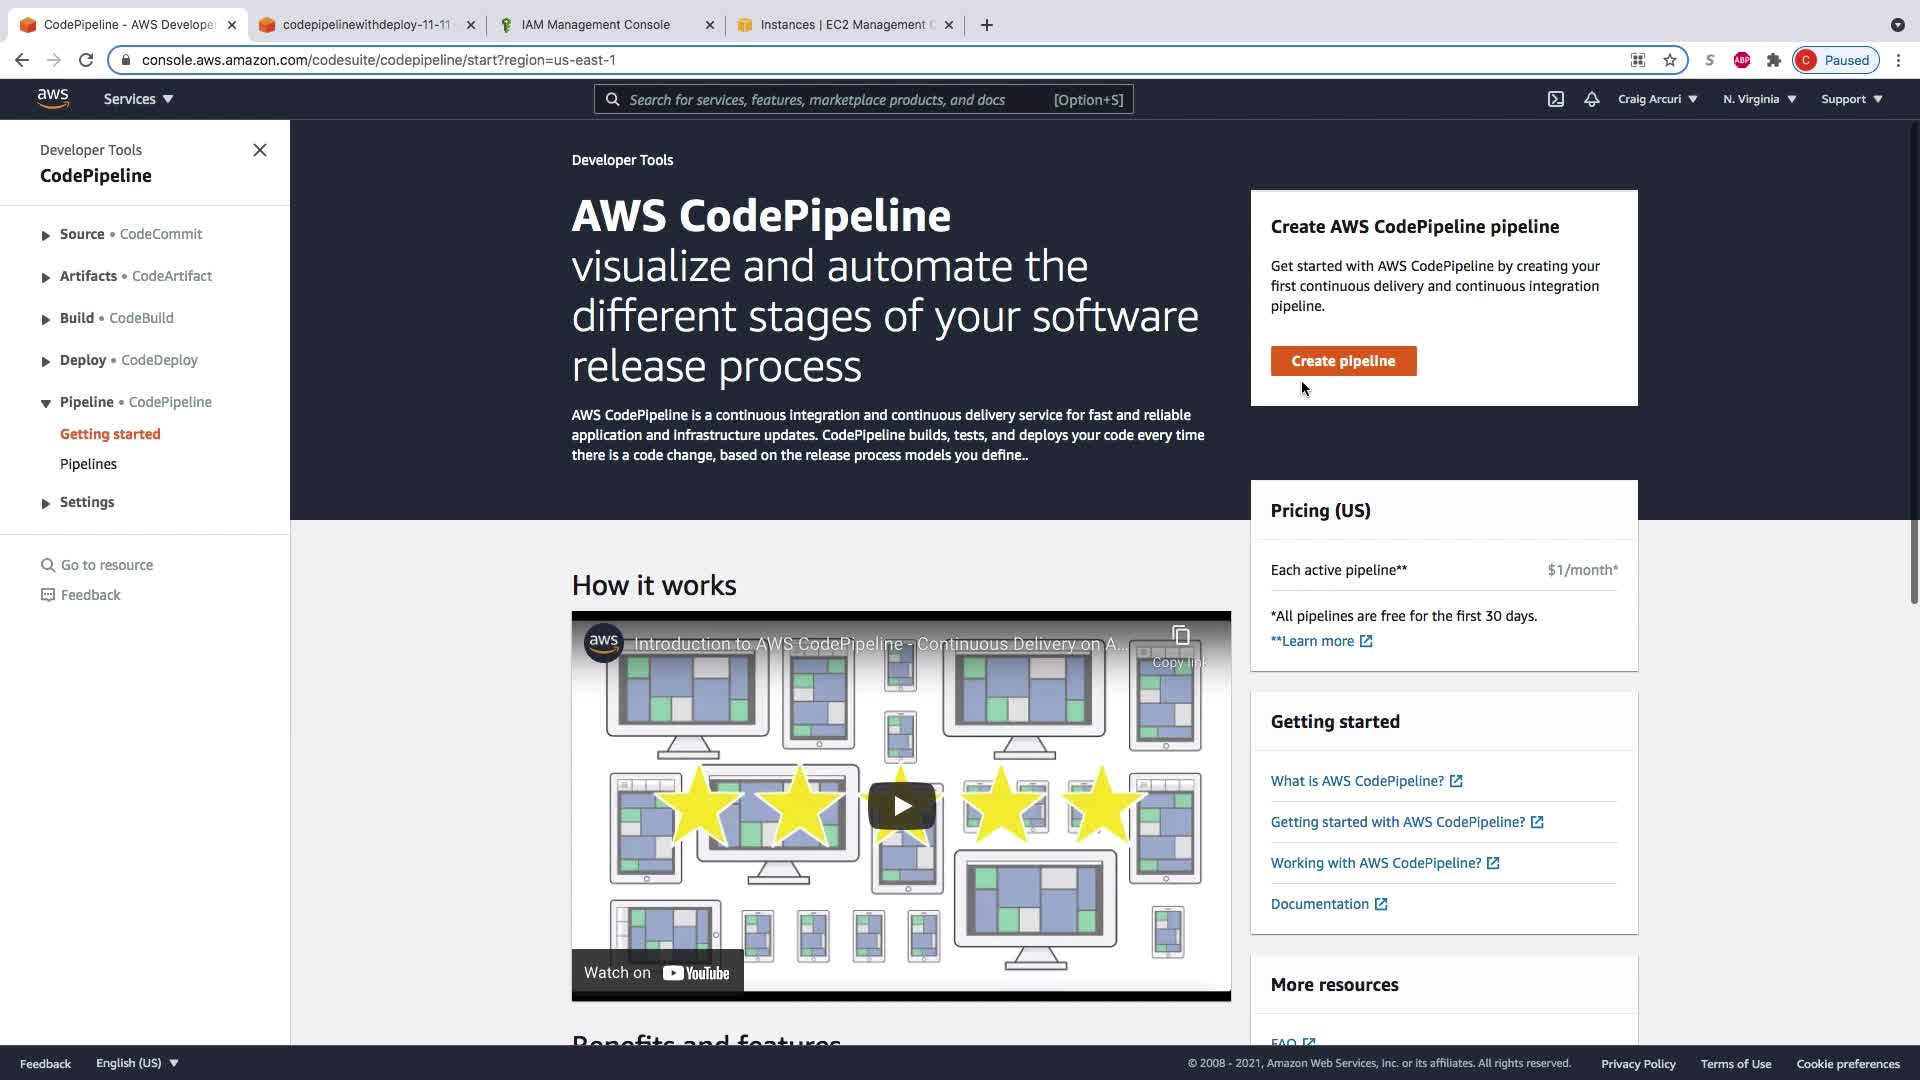 CodePipeline - AWS Developer
codepipelinewithdeploy-11-11
IAM Management Console
Instances | EC2 Management C
console.aws.amazon.com/codesuite/codepipeline/start?region=us-east-1
S
ABP
C
Paused
aws
Services
Search for services, features, marketplace products, and docs
[Option+S]
Craig Arcuri
N. Virginia
Support
Developer Tools
CodePipeline
Source • CodeCommit
Artifacts • CodeArtifact
Build • CodeBuild
Deploy • CodeDeploy
Pipeline • CodePipeline
Getting started
Pipelines
Settings
Go to resource
Feedback
Developer Tools
AWS CodePipeline
visualize and automate the
different stages of your software
release process
AWS CodePipeline is a continuous integration and continuous delivery service for fast and reliable
application and infrastructure updates. CodePipeline builds, tests, and deploys your code every time
there is a code change, based on the release process models you define..
Create AWS CodePipeline pipeline
Get started with AWS CodePipeline by creating your
first continuous delivery and continuous integration
pipeline.
Create pipeline
How it works
aws
Introduction to AWS CodePipeline - Continuous Delivery on A...
Copy link
Watch on YouTube
Benefits and features
Pricing (US)
Each active pipeline**
$1/month*
*All pipelines are free for the first 30 days.
**Learn more
Getting started
What is AWS CodePipeline?
Getting started with AWS CodePipeline?
Working with AWS CodePipeline?
Documentation
More resources
FAQ
Feedback
English (US)
© 2008 - 2021, Amazon Web Services, Inc. or its affiliates. All rights reserved.
Privacy Policy
Terms of Use
Cookie preferences